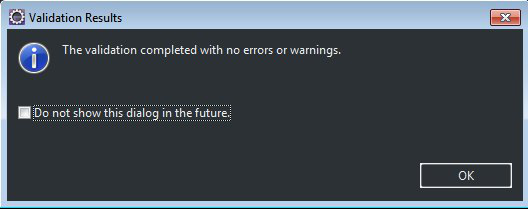 Validation Results
The validation completed with no errors or warnings.
Do not show this dialog in the future.
OK